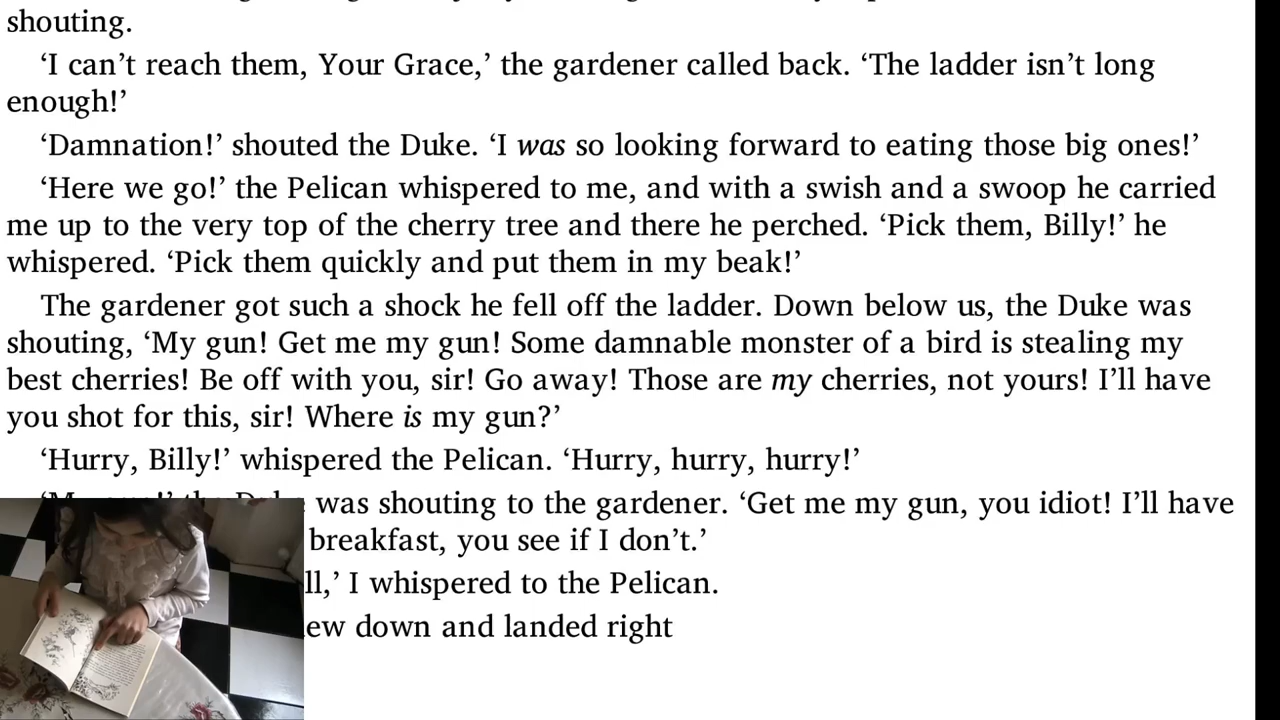 shouting.
‘I can’t reach them, Your Grace,’ the gardener called back. ‘The ladder isn’t long
enough!’
‘Damnation!’ shouted the Duke. ‘I was so looking forward to eating those big ones!’
‘Here we go!’ the Pelican whispered to me, and with a swish and a swoop he carried
me up to the very top of the cherry tree and there he perched. ‘Pick them, Billy!’ he
whispered. ‘Pick them quickly and put them in my beak!’
The gardener got such a shock he fell off the ladder. Down below us, the Duke was
shouting, ‘My gun! Get me my gun! Some damnable monster of a bird is stealing my
best cherries! Be off with you, sir! Go away! Those are my cherries, not yours! I’ll have
you shot for this, sir! Where is my gun?’
‘Hurry, Billy!’ whispered the Pelican. ‘Hurry, hurry, hurry!’
was shouting to the gardener. ‘Get me my gun, you idiot! I’ll have
breakfast, you see if I don’t.’
I whispered to the Pelican.
down and landed right